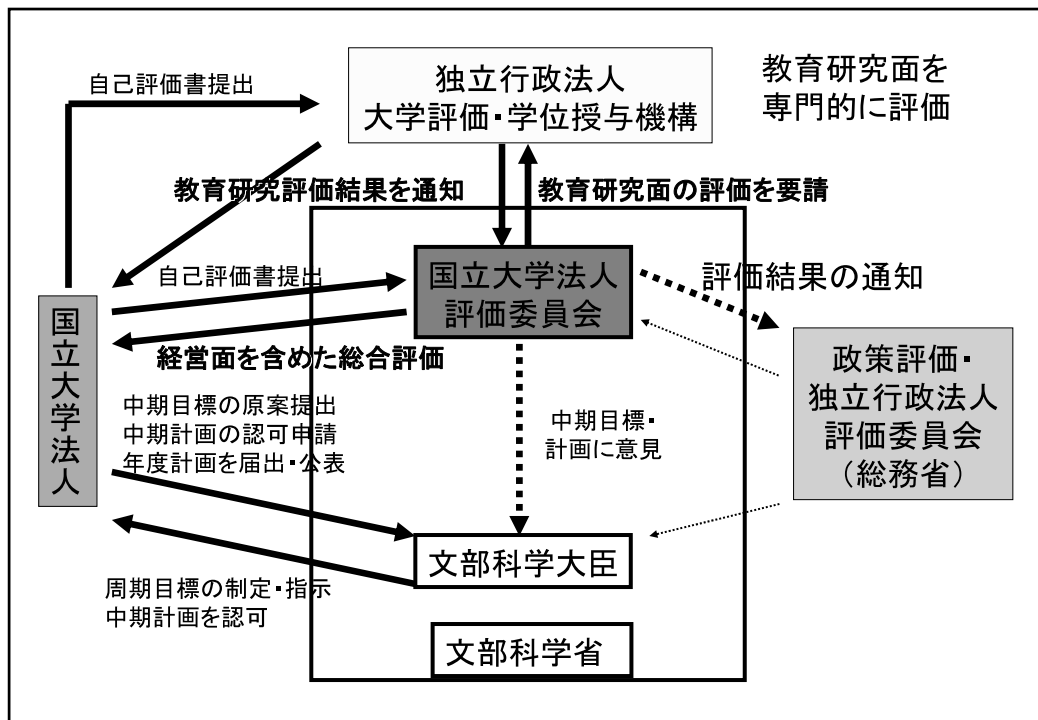 自己評価書提出
独立行政法人
大学評価・学位授与機構
教育研究面を
専門的に評価
教育研究評価結果を通知
教育研究面の評価を要請
自己評価書提出
国立大学法人
評価委員会
評価結果の通知
国立大学法人
経営面を含めた総合評価
政策評価・
独立行政法人
評価委員会
（総務省）
中期目標の原案提出
中期計画の認可申請
年度計画を届出・公表
中期目標・
計画に意見
文部科学大臣
周期目標の制定・指示
中期計画を認可
文部科学省